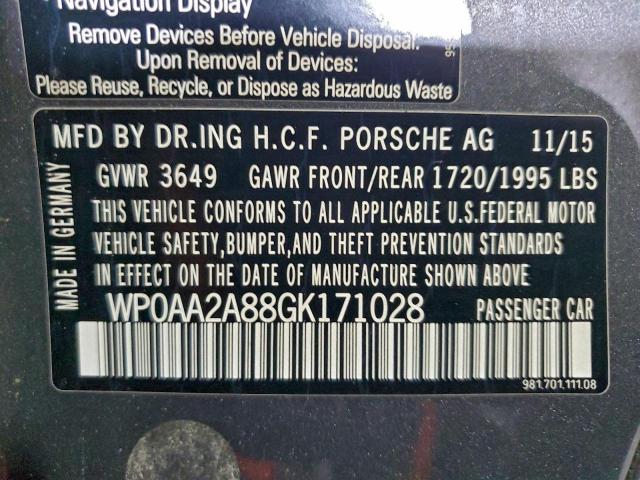 Navigation Display
Remove Devices Before Vehicle Disposal.
Upon Removal of Devices:
Please Reuse, Recycle, or Dispose as Hazardous Waste
MFD BY DR.ING H.C.F. PORSCHE AG 11/15
GVWR 3649 GAWR FRONT/REAR 1720/1995 LBS
THIS VEHICLE CONFORMS TO ALL APPLICABLE U.S.FEDERAL MOTOR
VEHICLE SAFETY,BUMPER,AND THEFT PREVENTION STANDARDS
IN EFFECT ON THE DATE OF MANUFACTURE SHOWN ABOVE
MADE IN GERMANY
WP0AA2A88GK171028 PASSENGER CAR
981.701.111.08